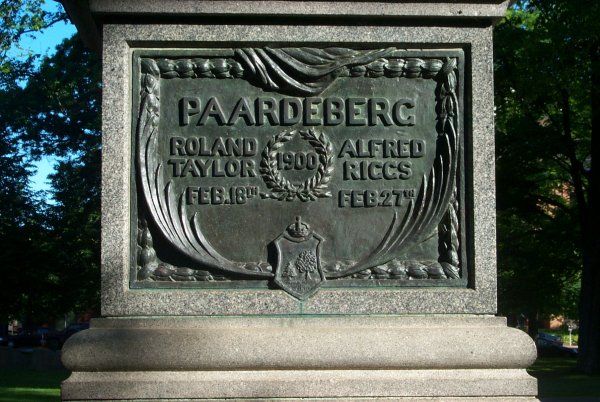 PAARDEBERG
ROLAND TAYLOR
FEB. 18TH
1900
ALFRED RIGGS
FEB. 27TH